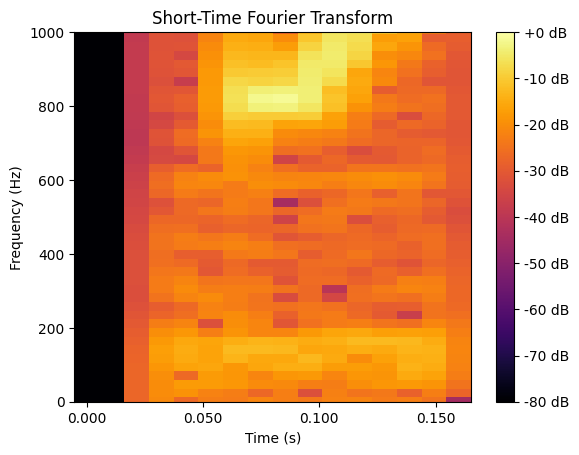 Short-Time Fourier Transform
1000
800
600
400
200
0
Frequency (Hz)
0.000
0.050
0.100
0.150
Time (s)
+0 dB
-10 dB
-20 dB
-30 dB
-40 dB
-50 dB
-60 dB
-70 dB
-80 dB